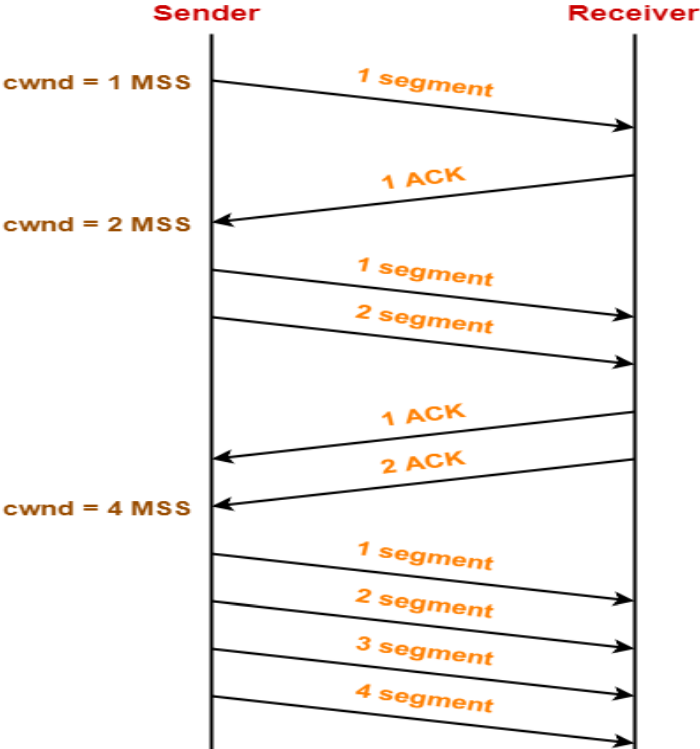 Sender Receiver
cwnd = 1 MSS
1 segment
1 ACK
cwnd = 2 MSS
1 segment
2 segment
1 ACK
2 ACK
cwnd = 4 MSS
1 segment
2 segment
3 segment
4 segment